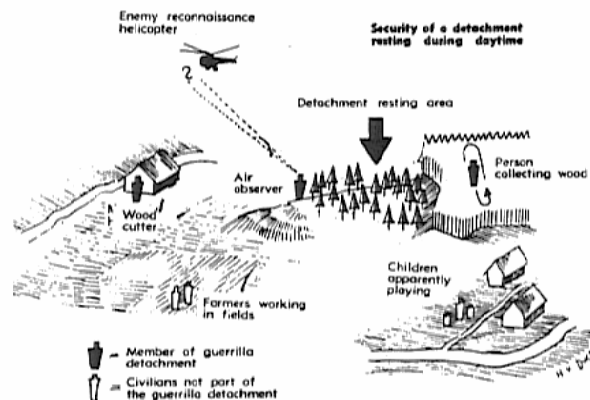 Enemy reconnaissance
helicopter
Security of a detachment
resting during daytime
?
Detachment resting area
Air
observer
Person
collecting wood
Wood
cutter
Children
apparently
playing
Farmers working
in fields
= Member of guerrilla
detachment
= Civilians not part of
the guerrilla detachment